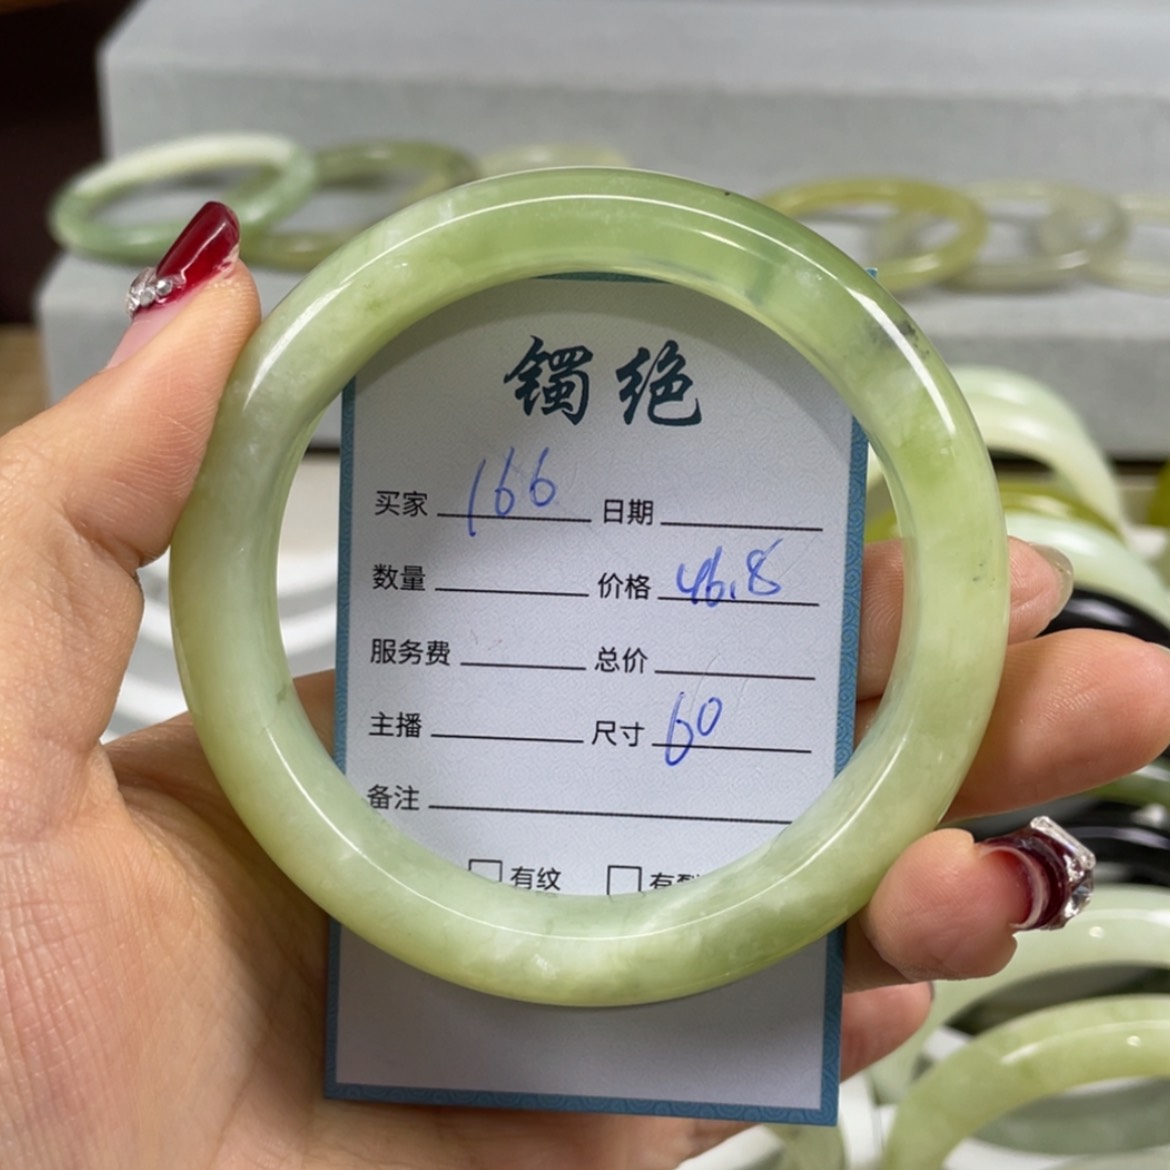 镯绝
买家 166 日期
数量 价格 46.8
服务费 总价
主播 尺寸 60
备注
有纹 有